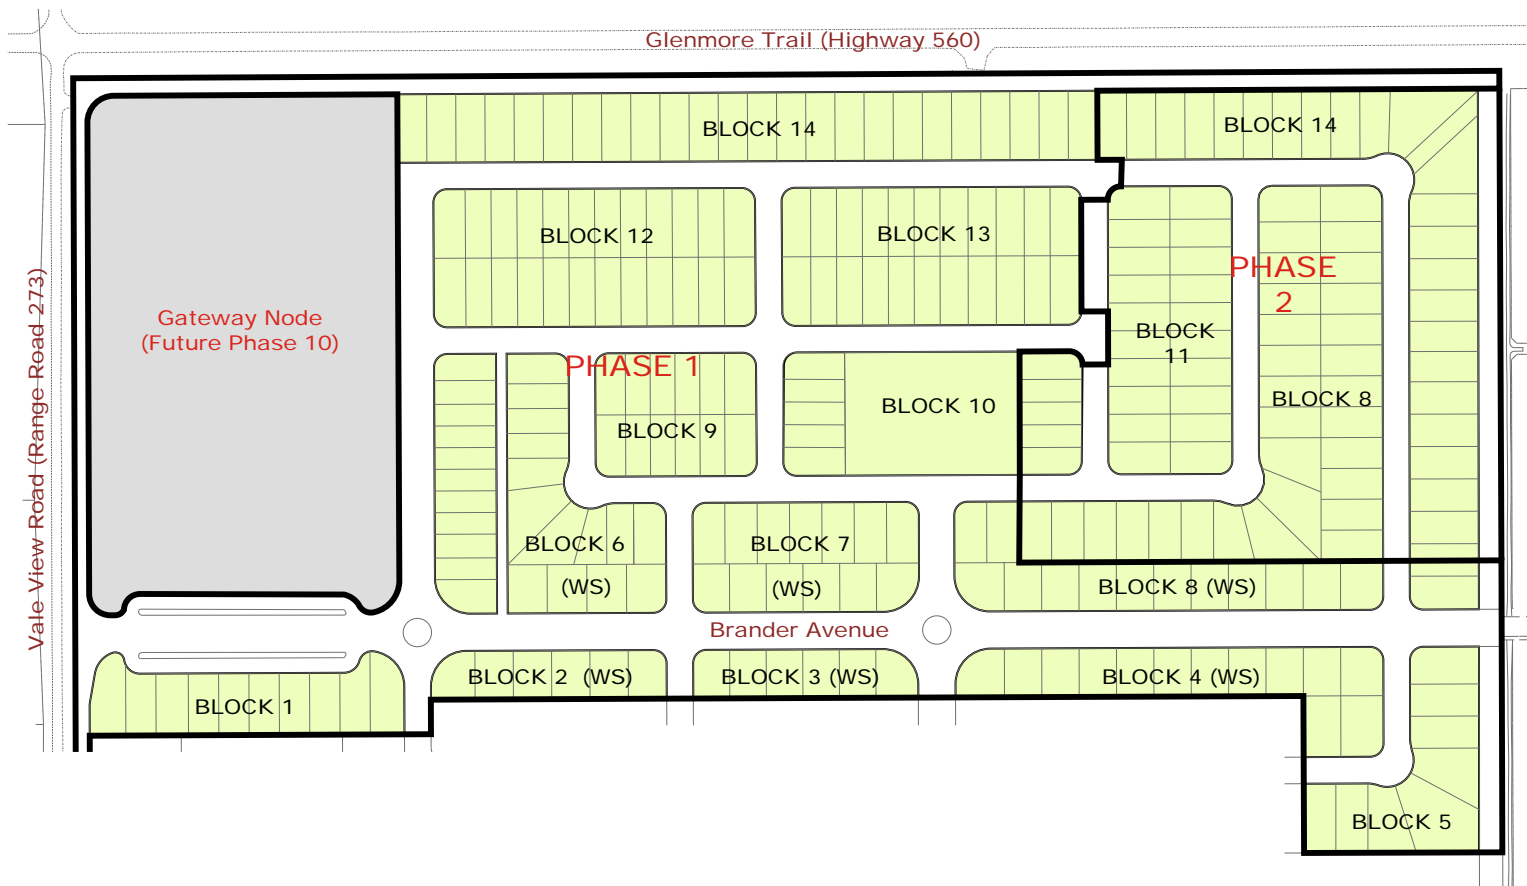 Glenmore Trail (Highway 560)
BLOCK 14
BLOCK 14
BLOCK 12
BLOCK 13
PHASE
2
Vale View Road (Range Road 273)
Gateway Node
(Future Phase 10)
BLOCK
11
PHASE 1
BLOCK 8
BLOCK 10
BLOCK 9
BLOCK 6
(WS)
BLOCK 7
(WS)
BLOCK 8 (WS)
Brander Avenue
BLOCK 2 (WS)
BLOCK 3 (WS)
BLOCK 4 (WS)
BLOCK 1
BLOCK 5